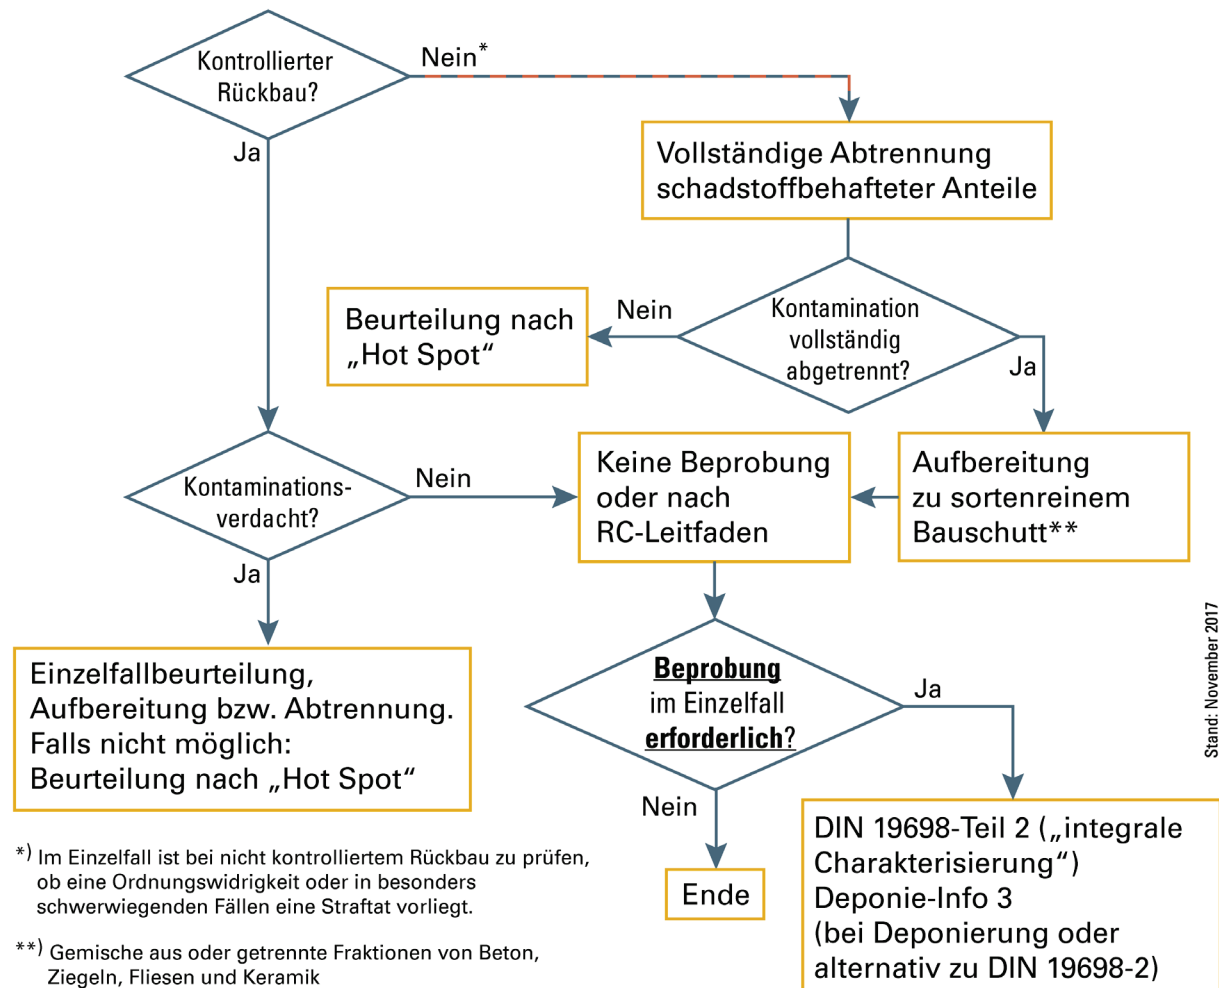 Kontrollierter
Rückbau?
Nein*
Ja
Vollständige Abtrennung
schadstoffbehafteter Anteile
Kontamination
vollständig
abgetrennt?
Nein
Ja
Beurteilung nach
„Hot Spot“
Kontaminations-
verdacht?
Nein
Ja
Keine Beprobung
oder nach
RC-Leitfaden
Aufbereitung
zu sortenreinem
Bauschutt**
Einzelfallbeurteilung,
Aufbereitung bzw. Abtrennung.
Falls nicht möglich:
Beurteilung nach „Hot Spot“
Beprobung
im Einzelfall
erforderlich?
Ja
Nein
Ende
DIN 19698-Teil 2 („integrale
Charakterisierung“)
Deponie-Info 3
(bei Deponierung oder
alternativ zu DIN 19698-2)
*) Im Einzelfall ist bei nicht kontrolliertem Rückbau zu prüfen,
ob eine Ordnungswidrigkeit oder in besonders
schwerwiegenden Fällen eine Straftat vorliegt.
**) Gemische aus oder getrennte Fraktionen von Beton,
Ziegeln, Fliesen und Keramik
Stand: November 2017